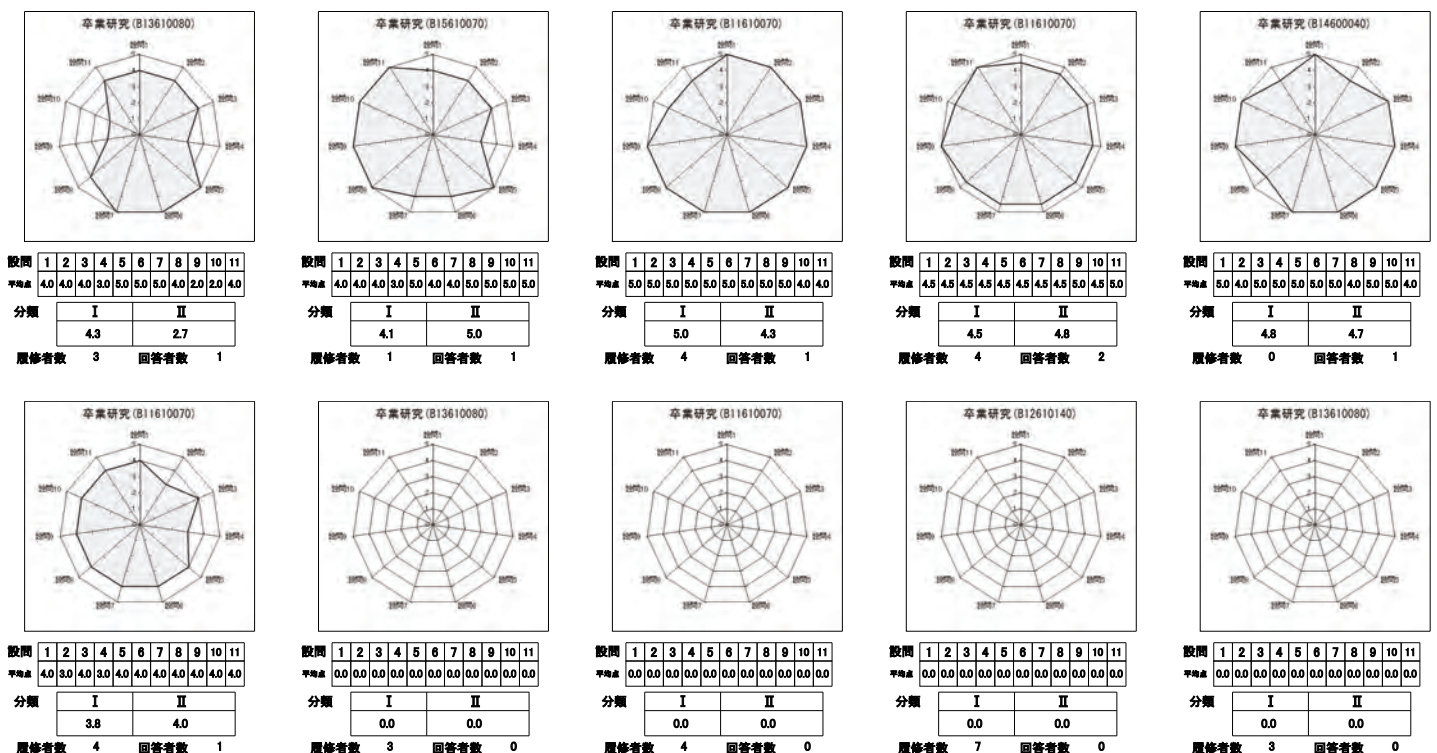 卒業研究(B13610080)
設問 1 2 3 4 5 6 7 8 9 10 11
平均点 4.0 4.0 4.0 3.0 5.0 5.0 5.0 4.0 2.0 2.0 4.0
分類 I II
4.3 2.7
履修者数 3 回答者数 1
卒業研究(B15610070)
設問 1 2 3 4 5 6 7 8 9 10 11
平均点 4.0 4.0 4.0 3.0 5.0 4.0 4.0 5.0 5.0 5.0 5.0
分類 I II
4.1 5.0
履修者数 1 回答者数 1
卒業研究(B11610070)
設問 1 2 3 4 5 6 7 8 9 10 11
平均点 5.0 5.0 5.0 5.0 5.0 5.0 5.0 5.0 5.0 4.0 4.0
分類 I II
5.0 4.3
履修者数 4 回答者数 1
卒業研究(B11610070)
設問 1 2 3 4 5 6 7 8 9 10 11
平均点 4.5 4.5 4.5 4.5 4.5 4.5 4.5 4.5 5.0 4.5 5.0
分類 I II
4.5 4.8
履修者数 4 回答者数 2
卒業研究(B14600040)
設問 1 2 3 4 5 6 7 8 9 10 11
平均点 5.0 4.0 5.0 5.0 5.0 5.0 5.0 4.0 5.0 5.0 4.0
分類 I II
4.8 4.7
履修者数 0 回答者数 1
卒業研究(B11610070)
設問 1 2 3 4 5 6 7 8 9 10 11
平均点 4.0 3.0 4.0 3.0 4.0 4.0 4.0 4.0 4.0 4.0 4.0
分類 I II
3.8 4.0
履修者数 4 回答者数 1
卒業研究(B13610080)
設問 1 2 3 4 5 6 7 8 9 10 11
平均点 0.0 0.0 0.0 0.0 0.0 0.0 0.0 0.0 0.0 0.0 0.0
分類 I II
0.0 0.0
履修者数 3 回答者数 0
卒業研究(B11610070)
設問 1 2 3 4 5 6 7 8 9 10 11
平均点 0.0 0.0 0.0 0.0 0.0 0.0 0.0 0.0 0.0 0.0 0.0
分類 I II
0.0 0.0
履修者数 4 回答者数 0
卒業研究(B12610140)
設問 1 2 3 4 5 6 7 8 9 10 11
平均点 0.0 0.0 0.0 0.0 0.0 0.0 0.0 0.0 0.0 0.0 0.0
分類 I II
0.0 0.0
履修者数 7 回答者数 0
卒業研究(B13610080)
設問 1 2 3 4 5 6 7 8 9 10 11
平均点 0.0 0.0 0.0 0.0 0.0 0.0 0.0 0.0 0.0 0.0 0.0
分類 I II
0.0 0.0
履修者数 3 回答者数 0